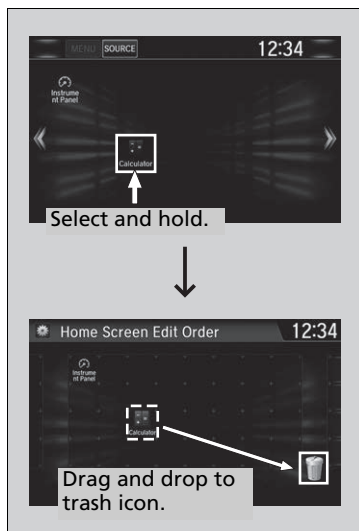 MENU SOURCE 12:34
Instrume
nt Panel
Calculator
Select and hold.
Home Screen Edit Order 12:34
Instrume
nt Panel
Calculator
Drag and drop to
trash icon.